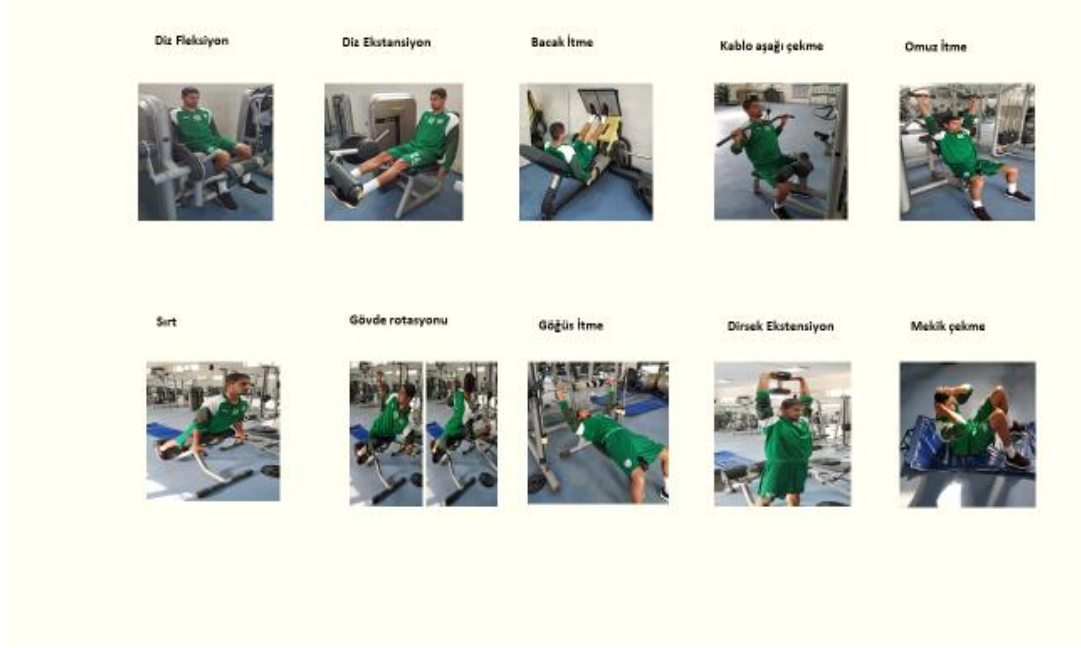 Diz Fleksiyon
Diz Ekstansiyon
Bacak İtme
Kablo aşağı çekme
Omuz İtme
Sırt
Gövde rotasyonu
Göğüs İtme
Dirsek Ekstensiyon
Mekik çekme